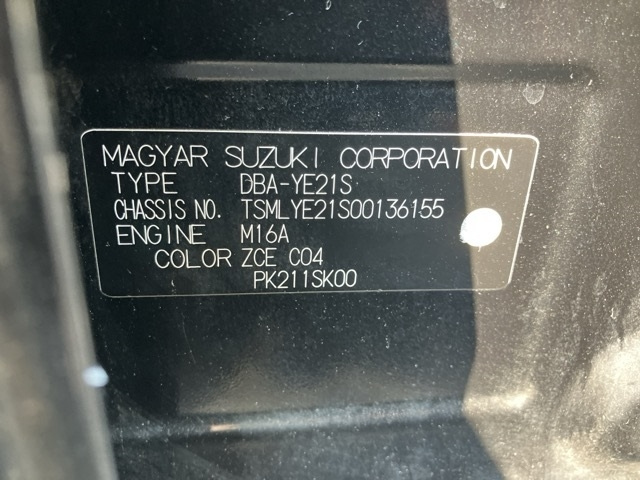 MAGYAR SUZUKI CORPORATION
TYPE DBA-YE21S
CHASSIS NO. TSMLYE21S00136155
ENGINE M16A
COLOR ZCE C04
PK211SK00